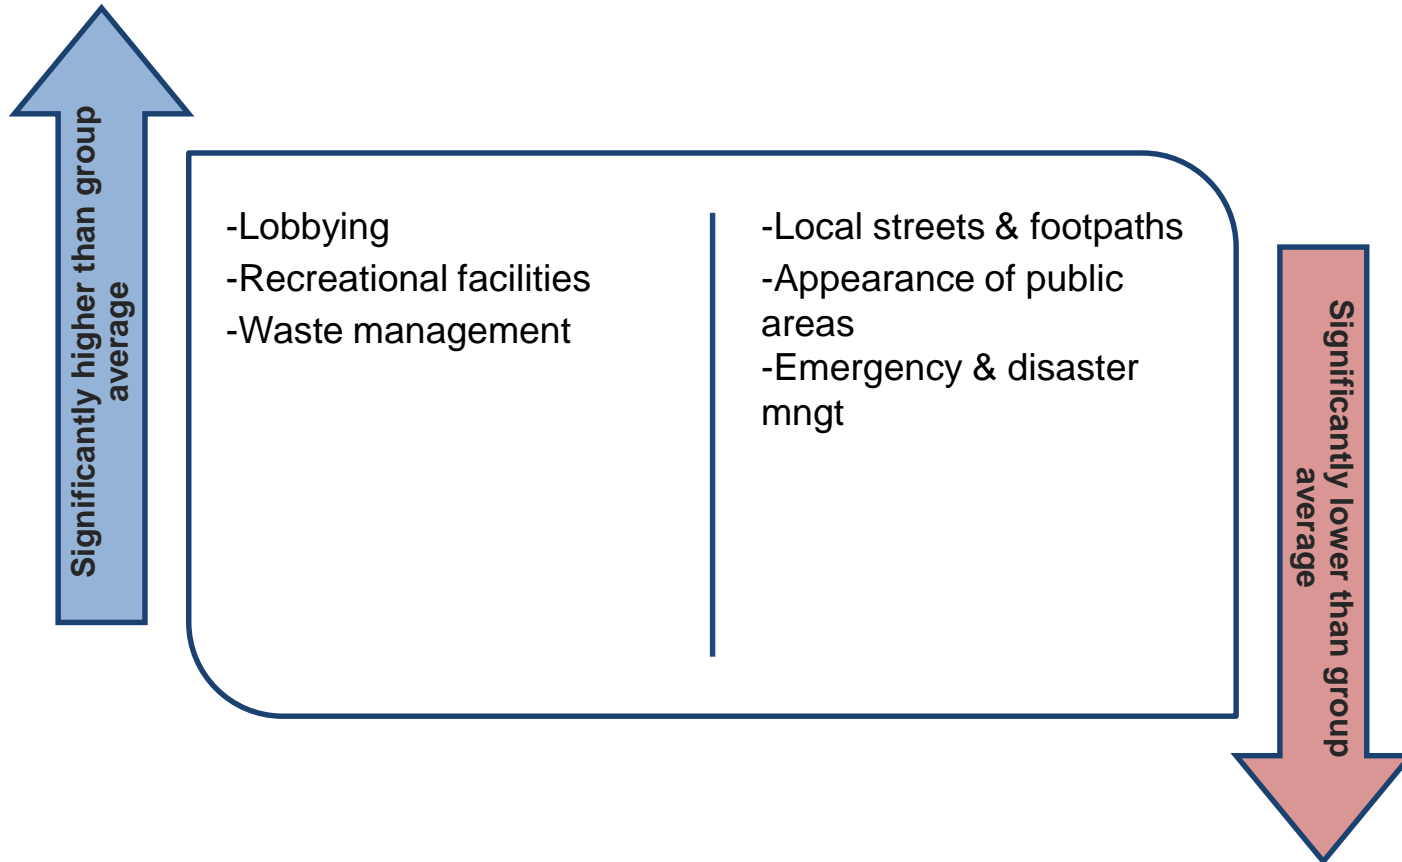 Significantly higher than group
average
-Lobbying
-Recreational facilities
-Waste management
-Local streets & footpaths
-Appearance of public
areas
-Emergency & disaster
mngt
Significantly lower than group
average